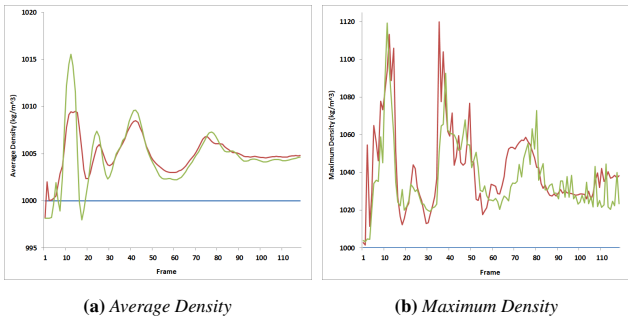 1020
1015
1010
1005
1000
995
Average Density (kg/m^3)
1 10 20 30 40 50 60 70 80 90 100 110
Frame
(a) Average Density
1120
1100
1080
1060
1040
1020
1000
Maximum Density (kg/m^3)
1 10 20 30 40 50 60 70 80 90 100 110
Frame
(b) Maximum Density